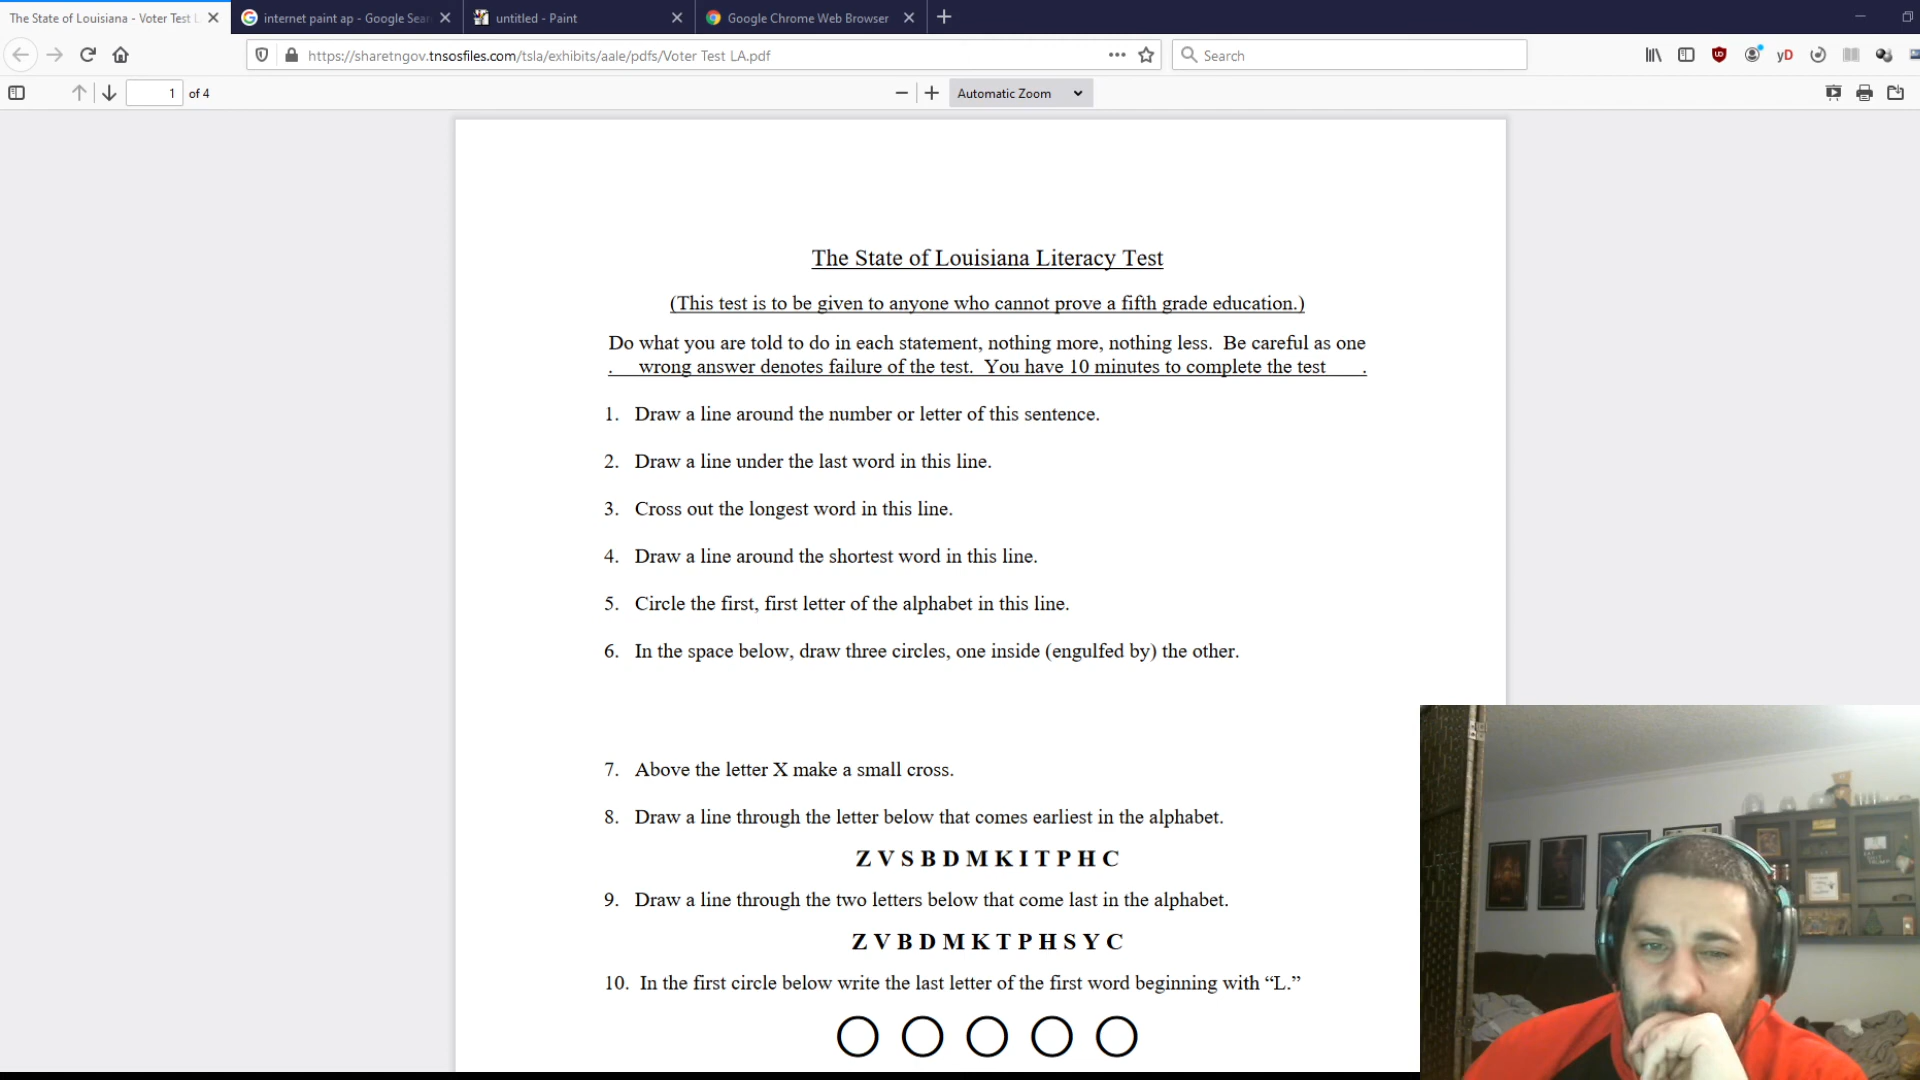 The State of Louisiana - Voter Test L
internet paint ap - Google Sear
untitled - Paint
Google Chrome Web Browser
https://sharetngov.tnsosfiles.com/tsla/exhibits/aale/pdfs/Voter Test LA.pdf
Search
yD
1 of 4
Automatic Zoom
The State of Louisiana Literacy Test
(This test is to be given to anyone who cannot prove a fifth grade education.)
Do what you are told to do in each statement, nothing more, nothing less. Be careful as one
. wrong answer denotes failure of the test. You have 10 minutes to complete the test .
1. Draw a line around the number or letter of this sentence.
2. Draw a line under the last word in this line.
3. Cross out the longest word in this line.
4. Draw a line around the shortest word in this line.
5. Circle the first, first letter of the alphabet in this line.
6. In the space below, draw three circles, one inside (engulfed by) the other.
7. Above the letter X make a small cross.
8. Draw a line through the letter below that comes earliest in the alphabet.
Z V S B D M K I T P H C
9. Draw a line through the two letters below that come last in the alphabet.
Z V B D M K T P H S Y C
10. In the first circle below write the last letter of the first word beginning with “L.”